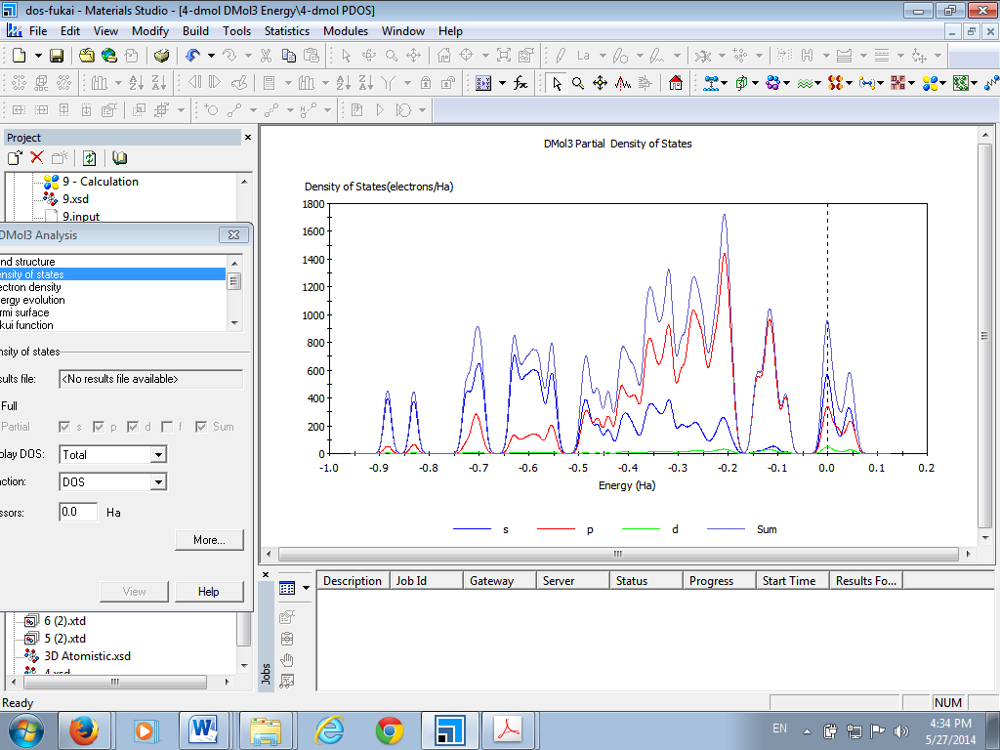 dos-fukai - Materials Studio - [4-dmol DMol3 Energy\4-dmol PDOS]
File Edit View Modify Build Tools Statistics Modules Window Help
Project
9 - Calculation
9.xsd
9.input
DMol3 Analysis
nd structure
ensity of states
ectron density
ergy evolution
rmi surface
kui function
nsity of states
ults file: <No results file available>
Full
Partial s p d f Sum
play DOS: Total
nction: DOS
ssors: 0.0 Ha
More...
View Help
6 (2).xtd
5 (2).xtd
3D Atomistic.xsd
4.xsd
DMol3 Partial Density of States
Density of States(electrons/Ha)
1800
1600
1400
1200
1000
800
600
400
200
0
-1.0 -0.9 -0.8 -0.7 -0.6 -0.5 -0.4 -0.3 -0.2 -0.1 0.0 0.1 0.2
Energy (Ha)
s p d Sum
Description Job Id Gateway Server Status Progress Start Time Results Fo...
Jobs
Ready
NUM
EN
4:34 PM
5/27/2014